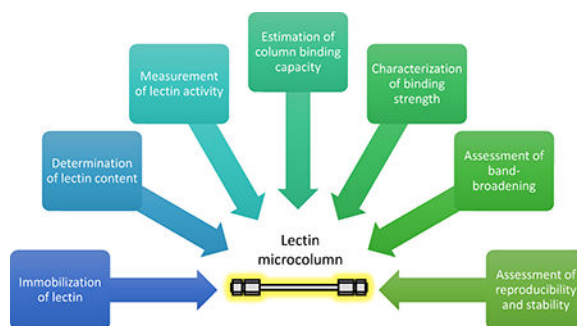 Estimation of
column binding
capacity
Measurement
of lectin activity
Characterization
of binding
strength
Determination
of lectin content
Assessment of
band-
broadening
Immobilization
of lectin
Lectin
microcolumn
Assessment of
reproducibility
and stability